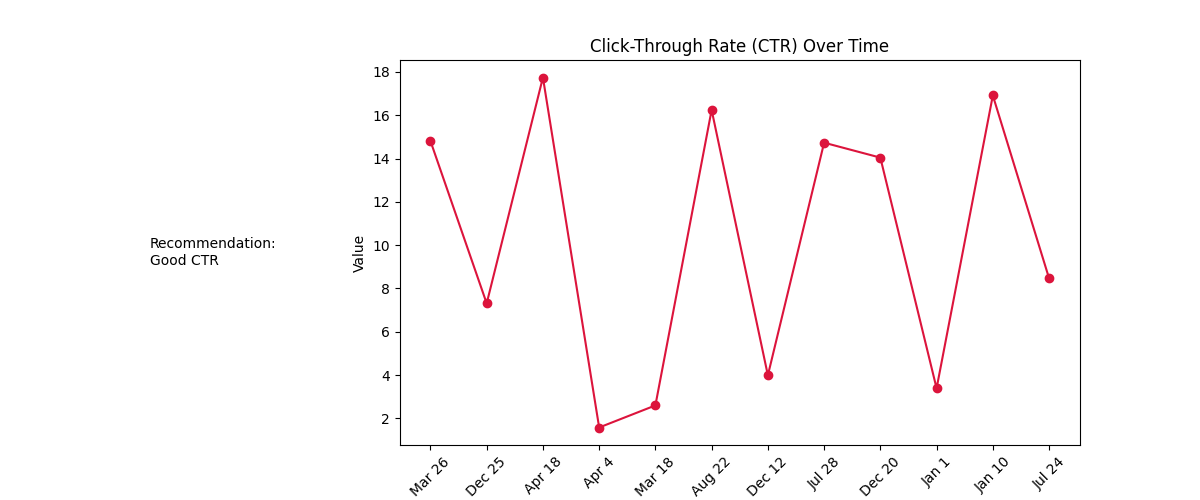 Click-Through Rate (CTR) Over Time
Recommendation:
Good CTR
Value
18
16
14
12
10
8
6
4
2
Mar 26
Dec 25
Apr 18
Apr 4
Mar 18
Aug 22
Dec 12
Jul 28
Dec 20
Jan 1
Jan 10
Jul 24